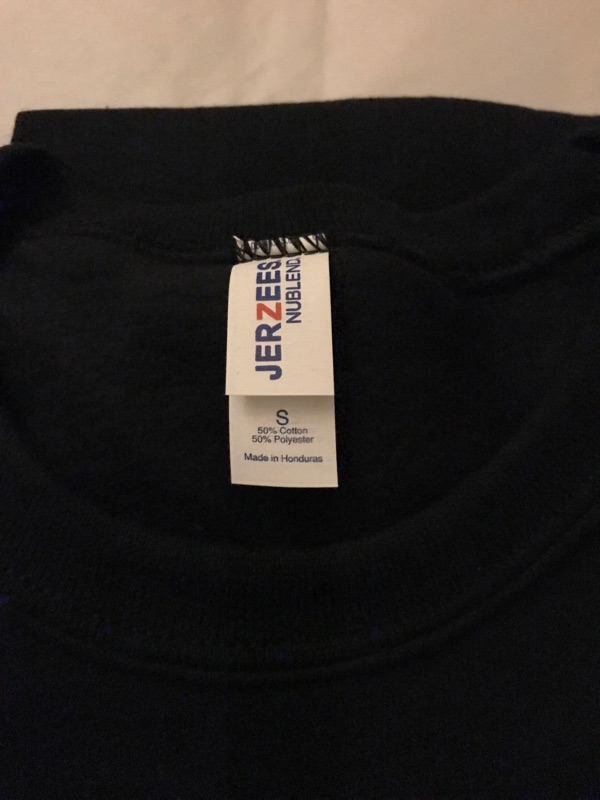 JERZEES
NUBLEND
S
50% Cotton
50% Polyester
Made in Honduras